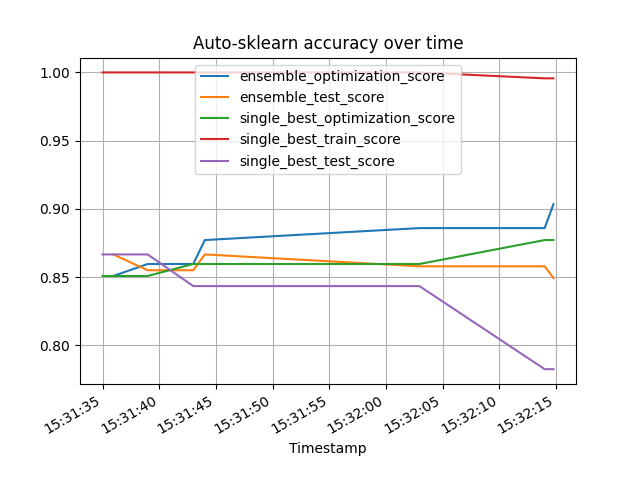 Auto-sklearn accuracy over time
1.00
0.95
0.90
0.85
0.80
ensemble_optimization_score
ensemble_test_score
single_best_optimization_score
single_best_train_score
single_best_test_score
15:31:35
15:31:40
15:31:45
15:31:50
15:31:55
15:32:00
15:32:05
15:32:10
15:32:15
Timestamp